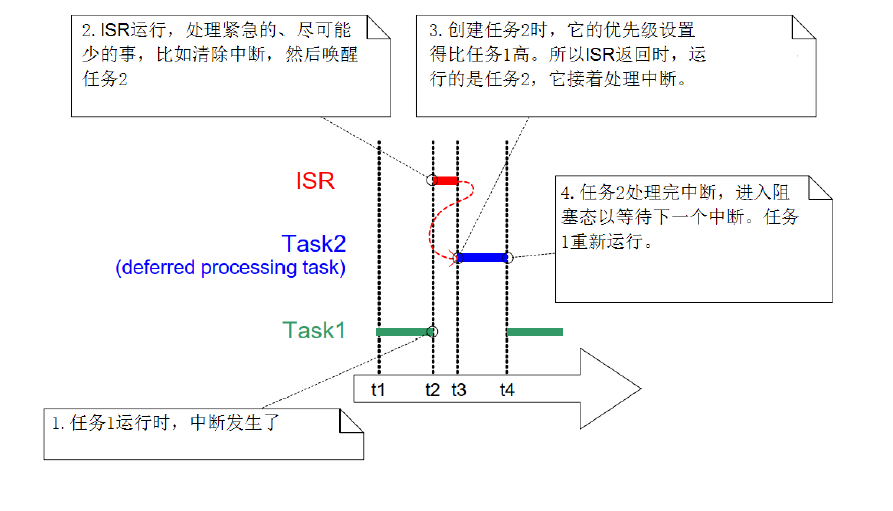 2. ISR运行，处理紧急的、尽可能
少的事，比如清除中断，然后唤醒
任务2
3. 创建任务2时，它的优先级设置
得比任务1高。所以ISR返回时，运
行的是任务2，它接着处理中断。
ISR
4. 任务2处理完中断，进入阻
塞态以等待下一个中断。任务
1重新运行。
Task2
(deferred processing task)
Task1
t1 t2 t3 t4
1. 任务1运行时，中断发生了